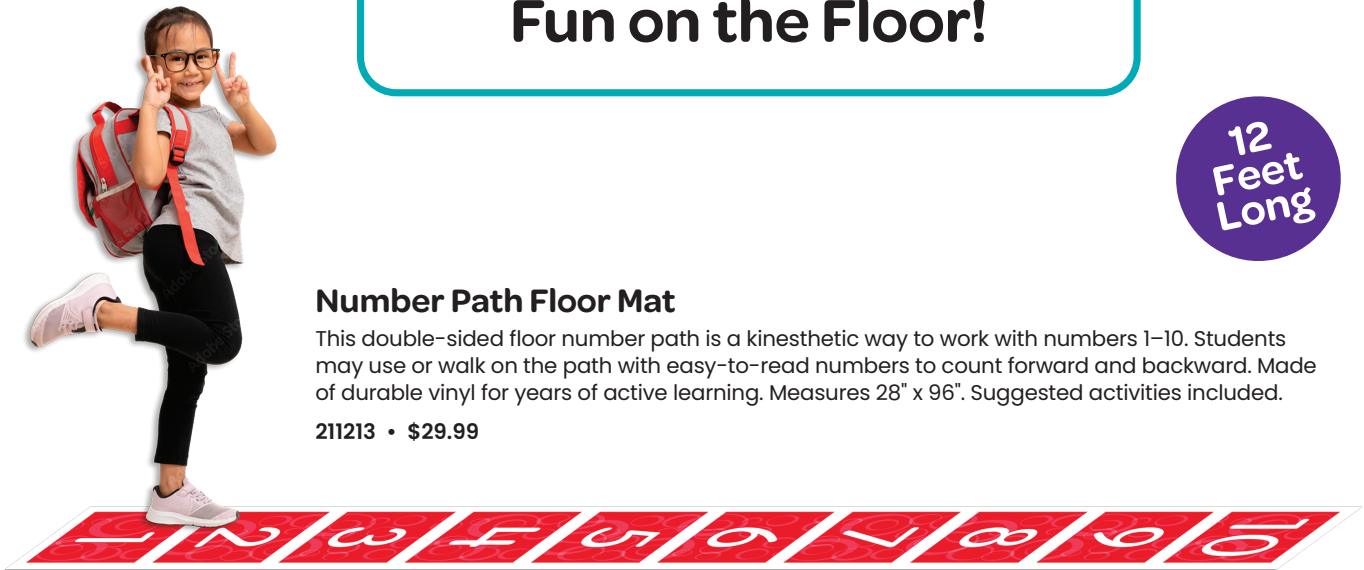 Fun on the Floor!
12
Feet
Long
Number Path Floor Mat
This double-sided floor number path is a kinesthetic way to work with numbers 1–10. Students
may use or walk on the path with easy-to-read numbers to count forward and backward. Made
of durable vinyl for years of active learning. Measures 28" x 96". Suggested activities included.
211213 • $29.99
1 2 3 4 5 6 7 8 9 10